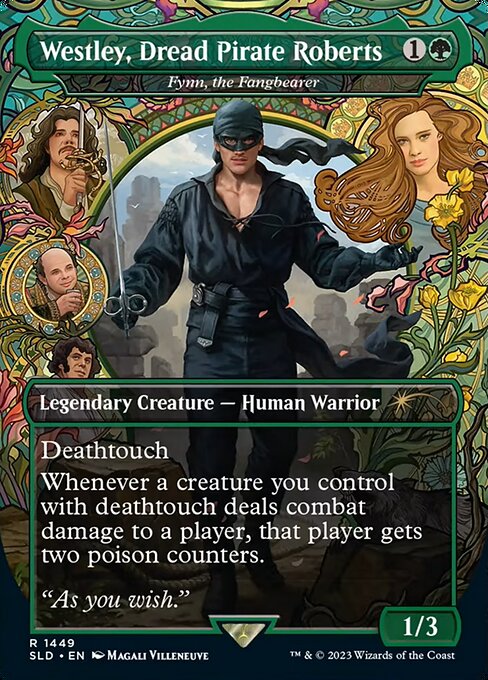 Westley, Dread Pirate Roberts 1
Fynn, the Fangbearer
Legendary Creature — Human Warrior
Deathtouch
Whenever a creature you control
with deathtouch deals combat
damage to a player, that player gets
two poison counters.
“As you wish.”
1/3
R 1449
SLD • EN Magali Villeneuve
™ & © 2023 Wizards of the Coast